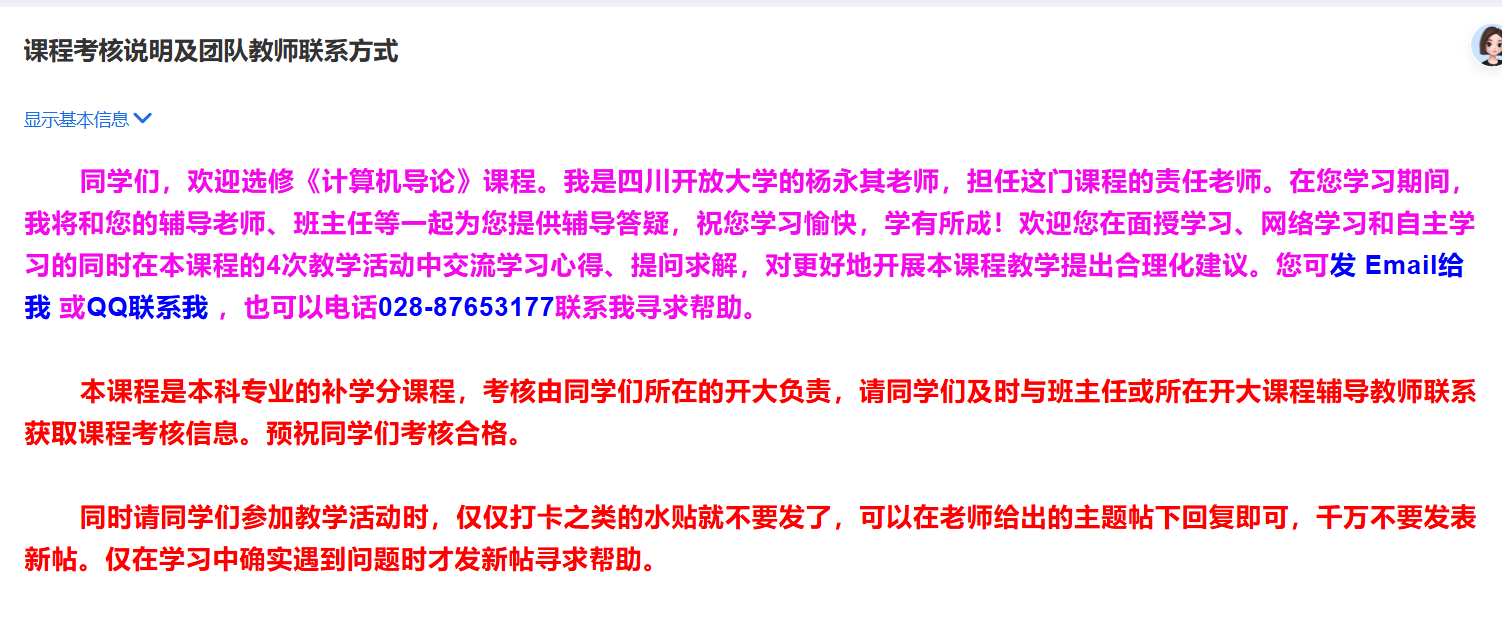 课程考核说明及团队教师联系方式
显示基本信息
同学们，欢迎选修《计算机导论》课程。我是四川开放大学的杨永其老师，担任这门课程的责任老师。在您学习期间，
我将和您的辅导老师、班主任等一起为您提供辅导答疑，祝您学习愉快，学有所成！欢迎您在面授学习、网络学习和自主学
习的同时在本课程的4次教学活动中交流学习心得、提问求解，对更好地开展本课程教学提出合理化建议。您可发 Email给
我 或QQ联系我 ，也可以电话028-87653177联系我寻求帮助。
本课程是本科专业的补学分课程，考核由同学们所在的开大负责，请同学们及时与班主任或所在开大课程辅导教师联系
获取课程考核信息。预祝同学们考核合格。
同时请同学们参加教学活动时，仅仅打卡之类的水贴就不要发了，可以在老师给出的主题帖下回复即可，千万不要发表
新帖。仅在学习中确实遇到问题时才发新帖寻求帮助。